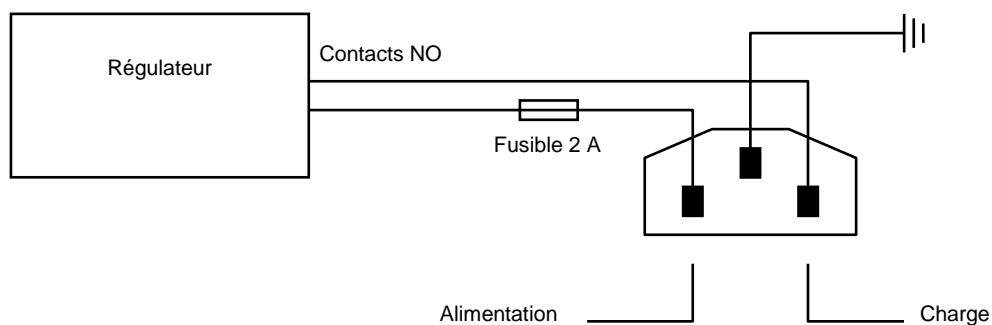 Régulateur
Contacts NO
Fusible 2 A
Alimentation
Charge